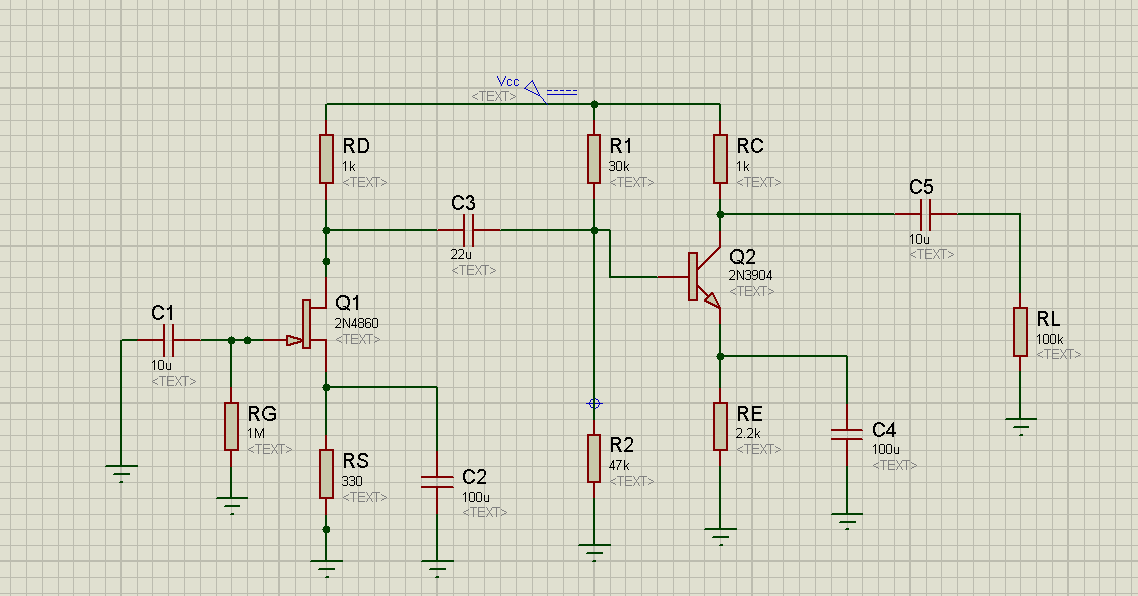 Vcc
<TEXT>
RD
1k
<TEXT>
R1
30k
<TEXT>
RC
1k
<TEXT>
C3
22u
<TEXT>
C5
10u
<TEXT>
Q2
2N3904
<TEXT>
C1
10u
<TEXT>
Q1
2N4860
<TEXT>
RL
100k
<TEXT>
RG
1M
<TEXT>
RS
330
<TEXT>
C2
100u
<TEXT>
R2
47k
<TEXT>
RE
2.2k
<TEXT>
C4
100u
<TEXT>